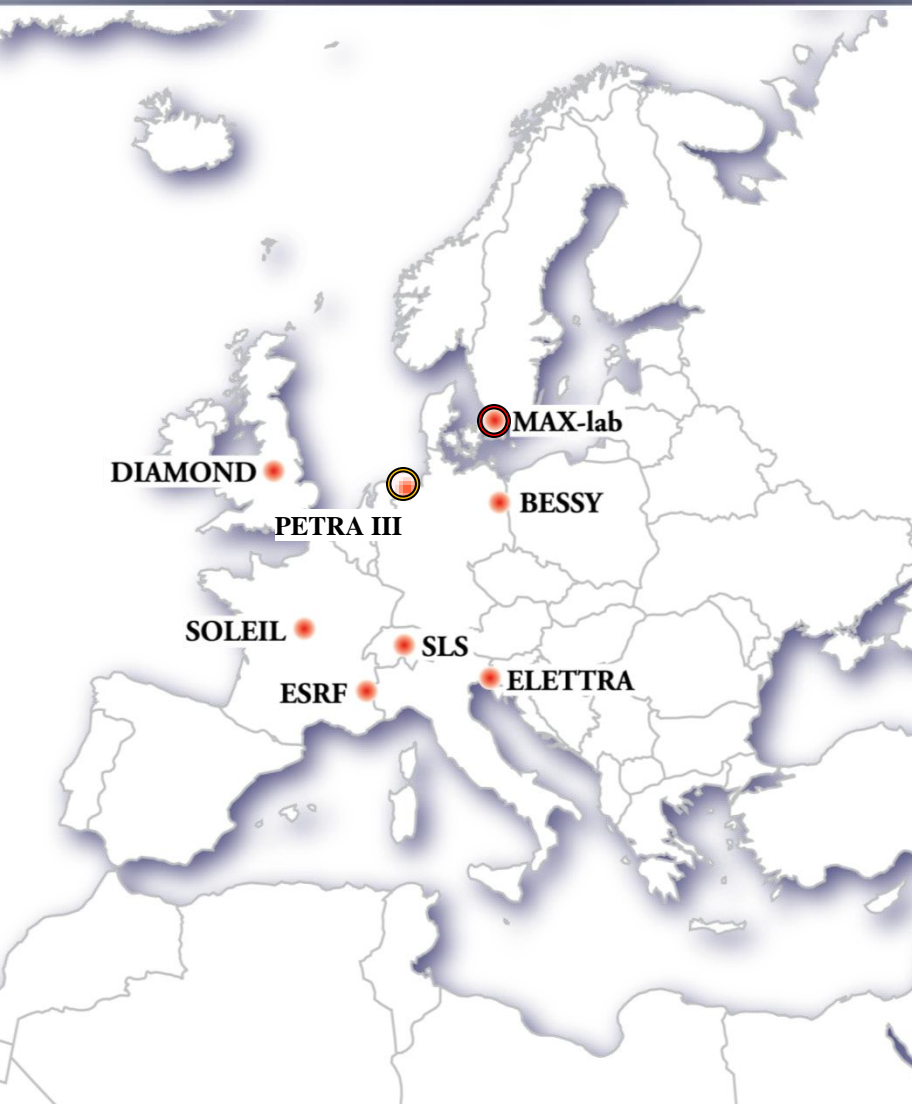 MAX-lab
DIAMOND
BESSY
PETRA III
SOLEIL
SLS
ELETTRA
ESRF